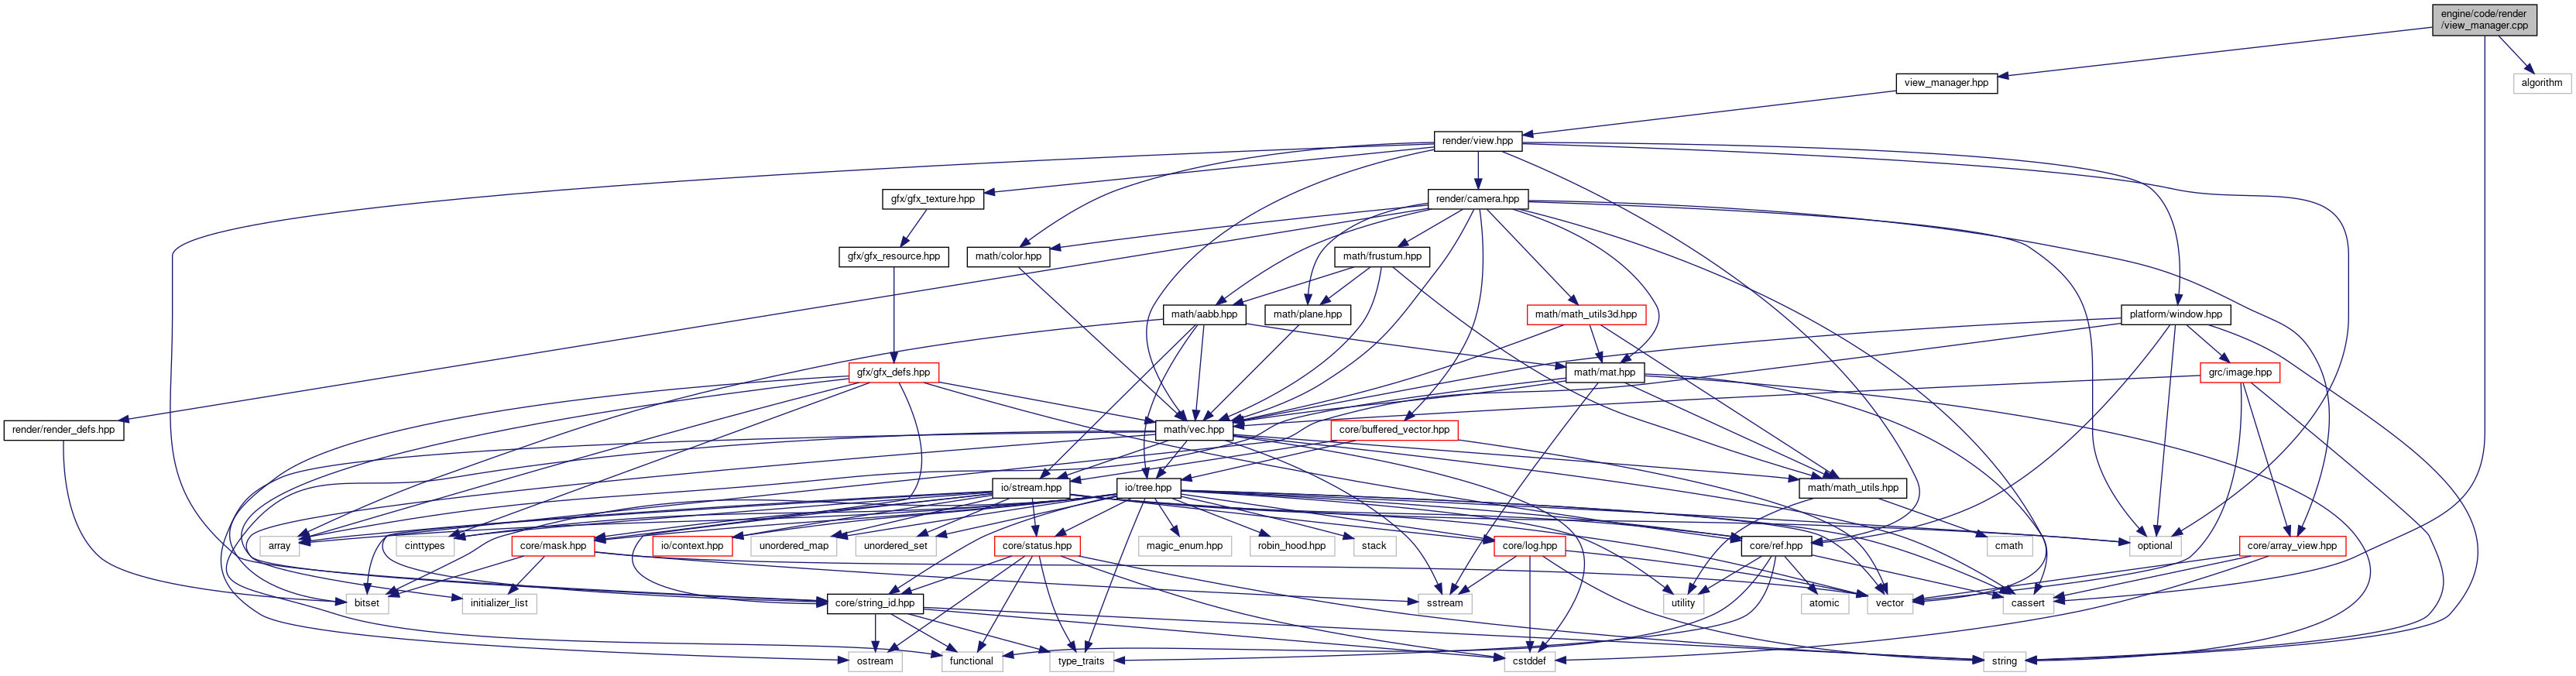 engine/code/render
/view_manager.cpp
view_manager.hpp
algorithm
render/view.hpp
gfx/gfx_texture.hpp
render/camera.hpp
gfx/gfx_resource.hpp
math/color.hpp
math/frustum.hpp
math/aabb.hpp
math/plane.hpp
math/math_utils3d.hpp
platform/window.hpp
gfx/gfx_defs.hpp
math/mat.hpp
grc/image.hpp
render/render_defs.hpp
math/vec.hpp
core/buffered_vector.hpp
io/stream.hpp
io/tree.hpp
math/math_utils.hpp
array
cinttypes
core/mask.hpp
io/context.hpp
unordered_map
unordered_set
core/status.hpp
magic_enum.hpp
robin_hood.hpp
stack
core/log.hpp
core/ref.hpp
cmath
optional
core/array_view.hpp
bitset
initializer_list
core/string_id.hpp
sstream
utility
atomic
vector
cassert
ostream
functional
type_traits
cstddef
string